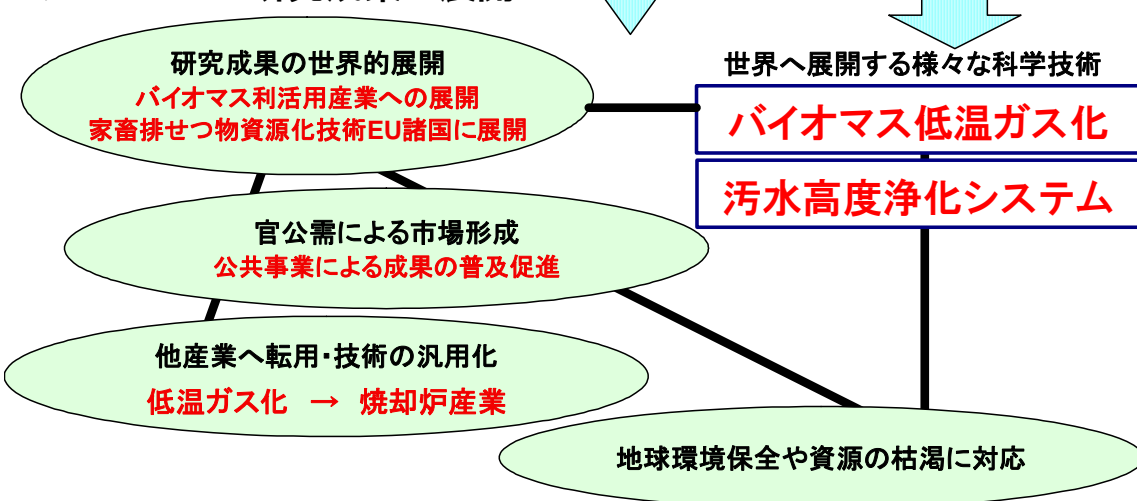 研究成果の世界的展開
バイオマス利活用産業への展開
家畜排せつ物資源化技術EU諸国に展開
世界へ展開する様々な科学技術
バイオマス低温ガス化
汚水高度浄化システム
官公需による市場形成
公共事業による成果の普及促進
他産業へ転用・技術の汎用化
低温ガス化 → 焼却炉産業
地球環境保全や資源の枯渇に対応